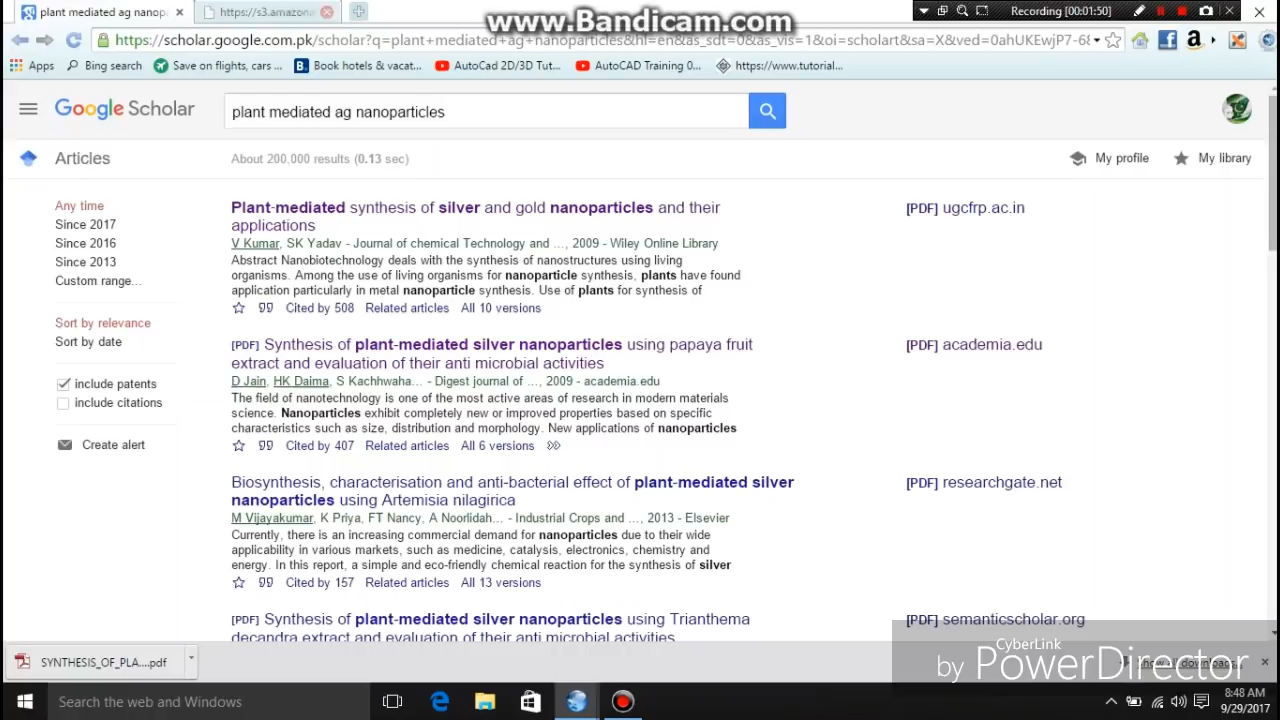 www.Bandicam.com
plant mediated ag nanop
https://s3.amazona
Recording [00:01:50]
https://scholar.google.com.pk/scholar?q=plant+mediated+ag+nanoparticles&hl=en&as_sdt=0&as_vis=1&oi=scholart&sa=X&ved=0ahUKEwjP7-6
Apps
Bing search
Save on flights, cars ...
Book hotels & vacat...
AutoCad 2D/3D Tut...
AutoCAD Training 0...
https://www.tutorial...
Google Scholar
plant mediated ag nanoparticles
Articles
About 200,000 results (0.13 sec)
My profile
My library
Any time
Since 2017
Since 2016
Since 2013
Custom range...
Sort by relevance
Sort by date
include patents
include citations
Create alert
Plant-mediated synthesis of silver and gold nanoparticles and their
applications
V Kumar, SK Yadav - Journal of chemical Technology and ..., 2009 - Wiley Online Library
Abstract Nanobiotechnology deals with the synthesis of nanostructures using living
organisms. Among the use of living organisms for nanoparticle synthesis, plants have found
application particularly in metal nanoparticle synthesis. Use of plants for synthesis of
Cited by 508 Related articles All 10 versions
[PDF] ugcfrp.ac.in
[PDF] Synthesis of plant-mediated silver nanoparticles using papaya fruit
extract and evaluation of their anti microbial activities
D Jain, HK Daima, S Kachhwaha... - Digest journal of ..., 2009 - academia.edu
The field of nanotechnology is one of the most active areas of research in modern materials
science. Nanoparticles exhibit completely new or improved properties based on specific
characteristics such as size, distribution and morphology. New applications of nanoparticles
Cited by 407 Related articles All 6 versions
[PDF] academia.edu
Biosynthesis, characterisation and anti-bacterial effect of plant-mediated silver
nanoparticles using Artemisia nilagirica
M Vijayakumar, K Priya, FT Nancy, A Noorlidah... - Industrial Crops and ..., 2013 - Elsevier
Currently, there is an increasing commercial demand for nanoparticles due to their wide
applicability in various markets, such as medicine, catalysis, electronics, chemistry and
energy. In this report, a simple and eco-friendly chemical reaction for the synthesis of silver
Cited by 157 Related articles All 13 versions
[PDF] researchgate.net
[PDF] Synthesis of plant-mediated silver nanoparticles using Trianthema
decandra extract and evaluation of their anti microbial activities
[PDF] semanticscholar.org
SYNTHESIS_OF_PLA....pdf
CyberLink
by PowerDirector
Search the web and Windows
8:48 AM
9/29/2017